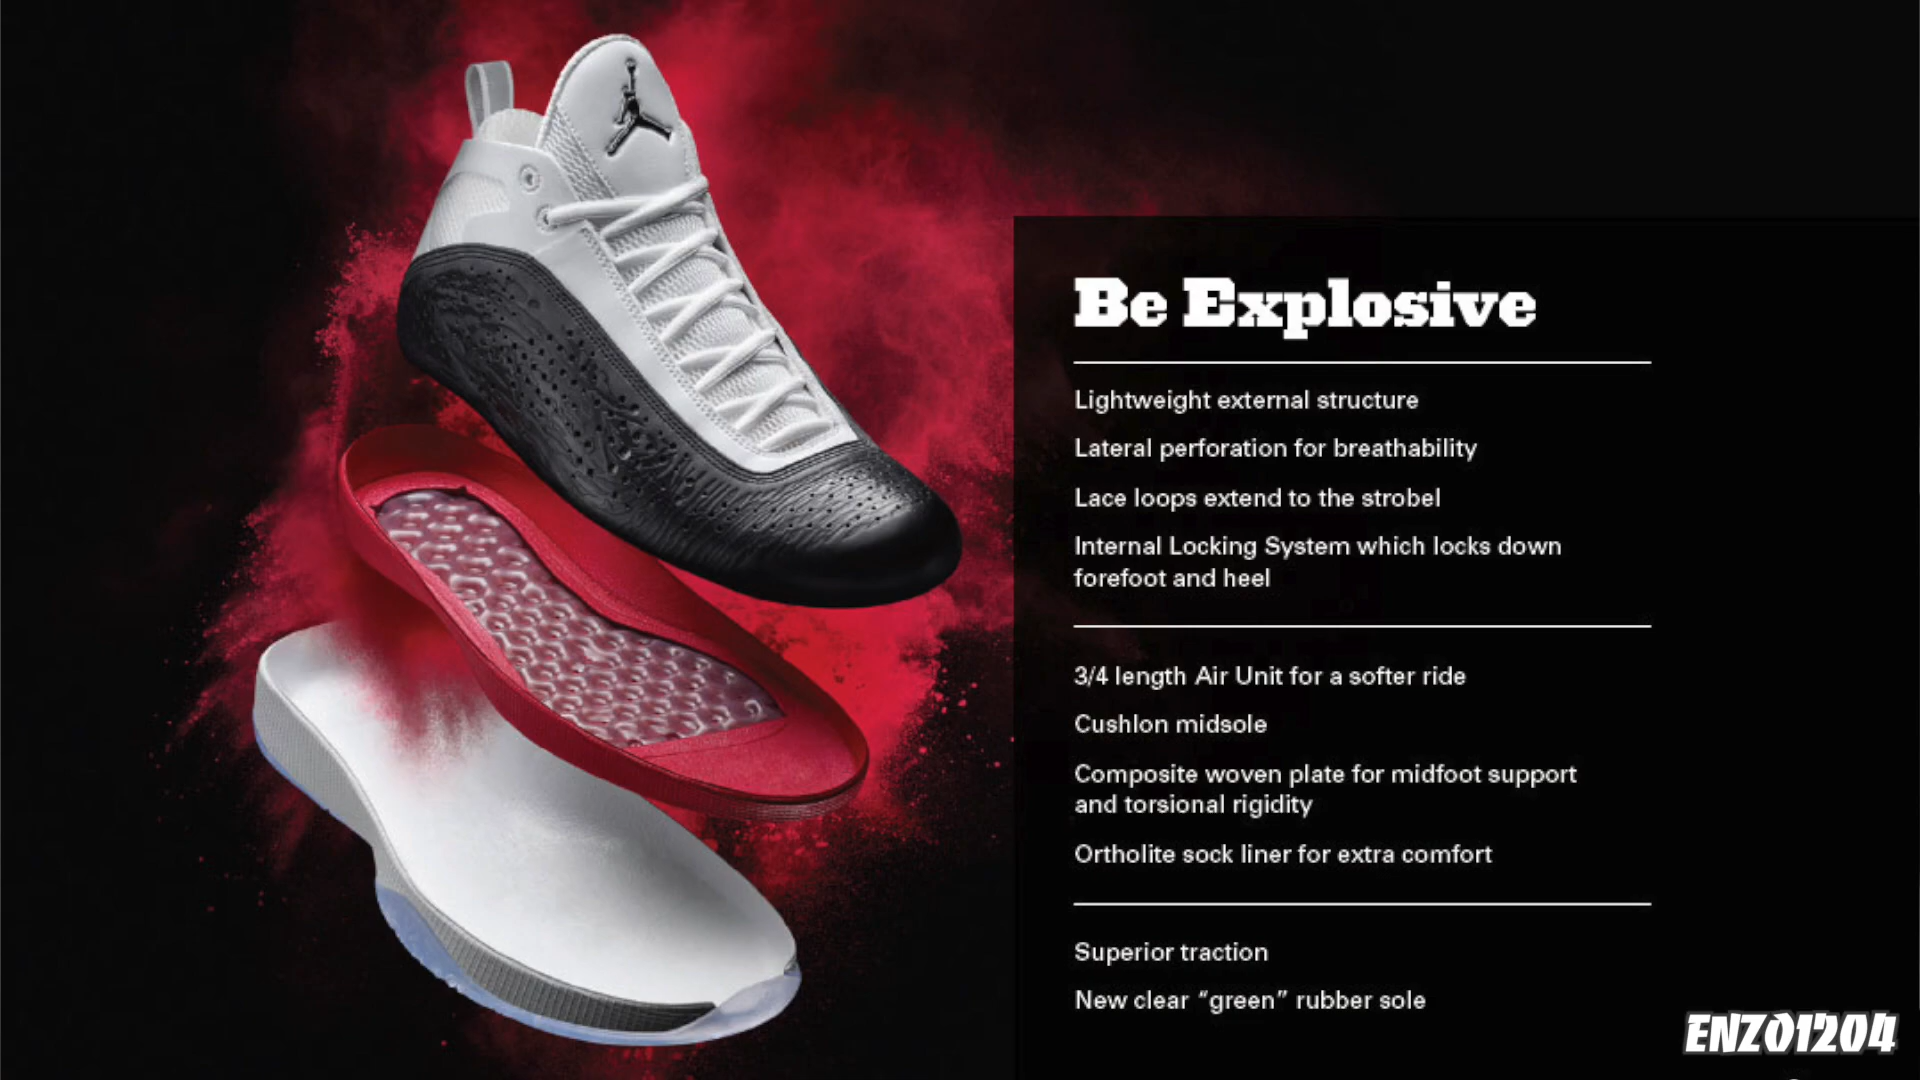 Be Explosive
Lightweight external structure
Lateral perforation for breathability
Lace loops extend to the strobel
Internal Locking System which locks down
forefoot and heel
3/4 length Air Unit for a softer ride
Cushlon midsole
Composite woven plate for midfoot support
and torsional rigidity
Ortholite sock liner for extra comfort
Superior traction
New clear “green” rubber sole
ENZO1204